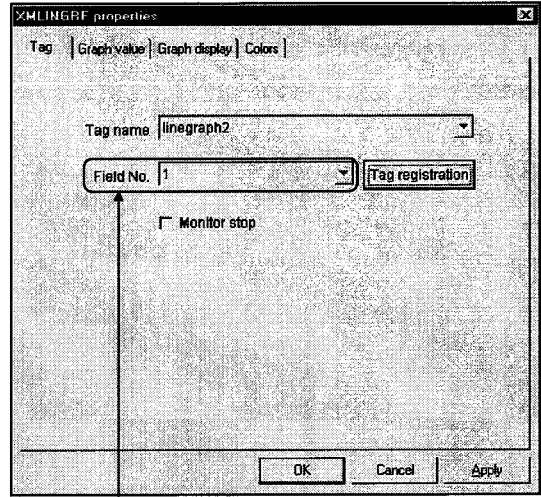 XMLINGRF properties
Tag Graph value Graph display Colors
Tag name linegraph2
Field No. 1 Tag registration
Monitor stop
OK Cancel Apply